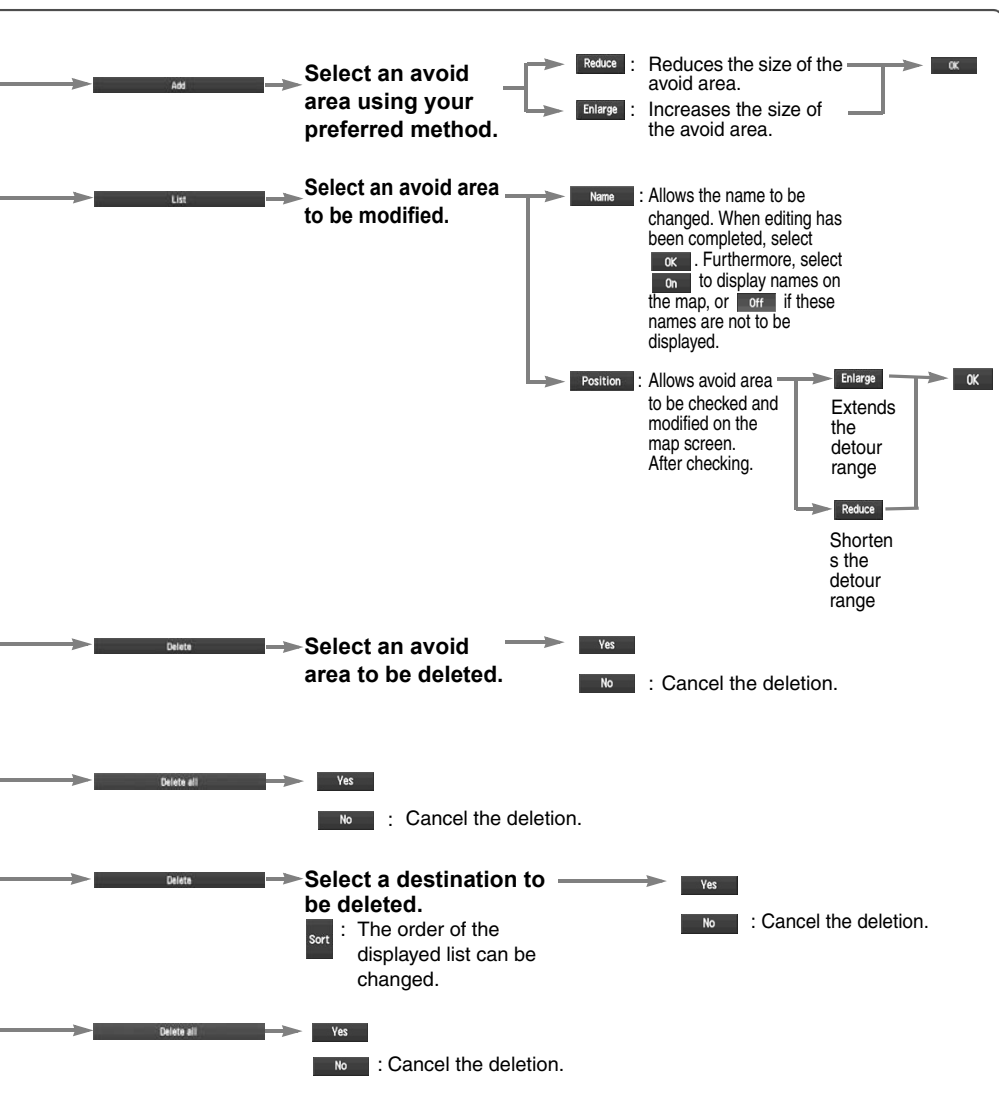 Add
Select an avoid
area using your
preferred method.
Reduce : Reduces the size of the
avoid area.
Enlarge : Increases the size of
the avoid area.
OK
List
Select an avoid area
to be modified.
Name : Allows the name to be
changed. When editing has
been completed, select
OK . Furthermore, select
On to display names on
the map, or Off if these
names are not to be
displayed.
Position : Allows avoid area
to be checked and
modified on the
map screen.
After checking.
Enlarge
Extends
the
detour
range
OK
Reduce
Shorten
s the
detour
range
Delete
Select an avoid
area to be deleted.
Yes
No : Cancel the deletion.
Delete all
Yes
No : Cancel the deletion.
Delete
Select a destination to
be deleted.
Sort : The order of the
displayed list can be
changed.
Yes
No : Cancel the deletion.
Delete all
Yes
No : Cancel the deletion.